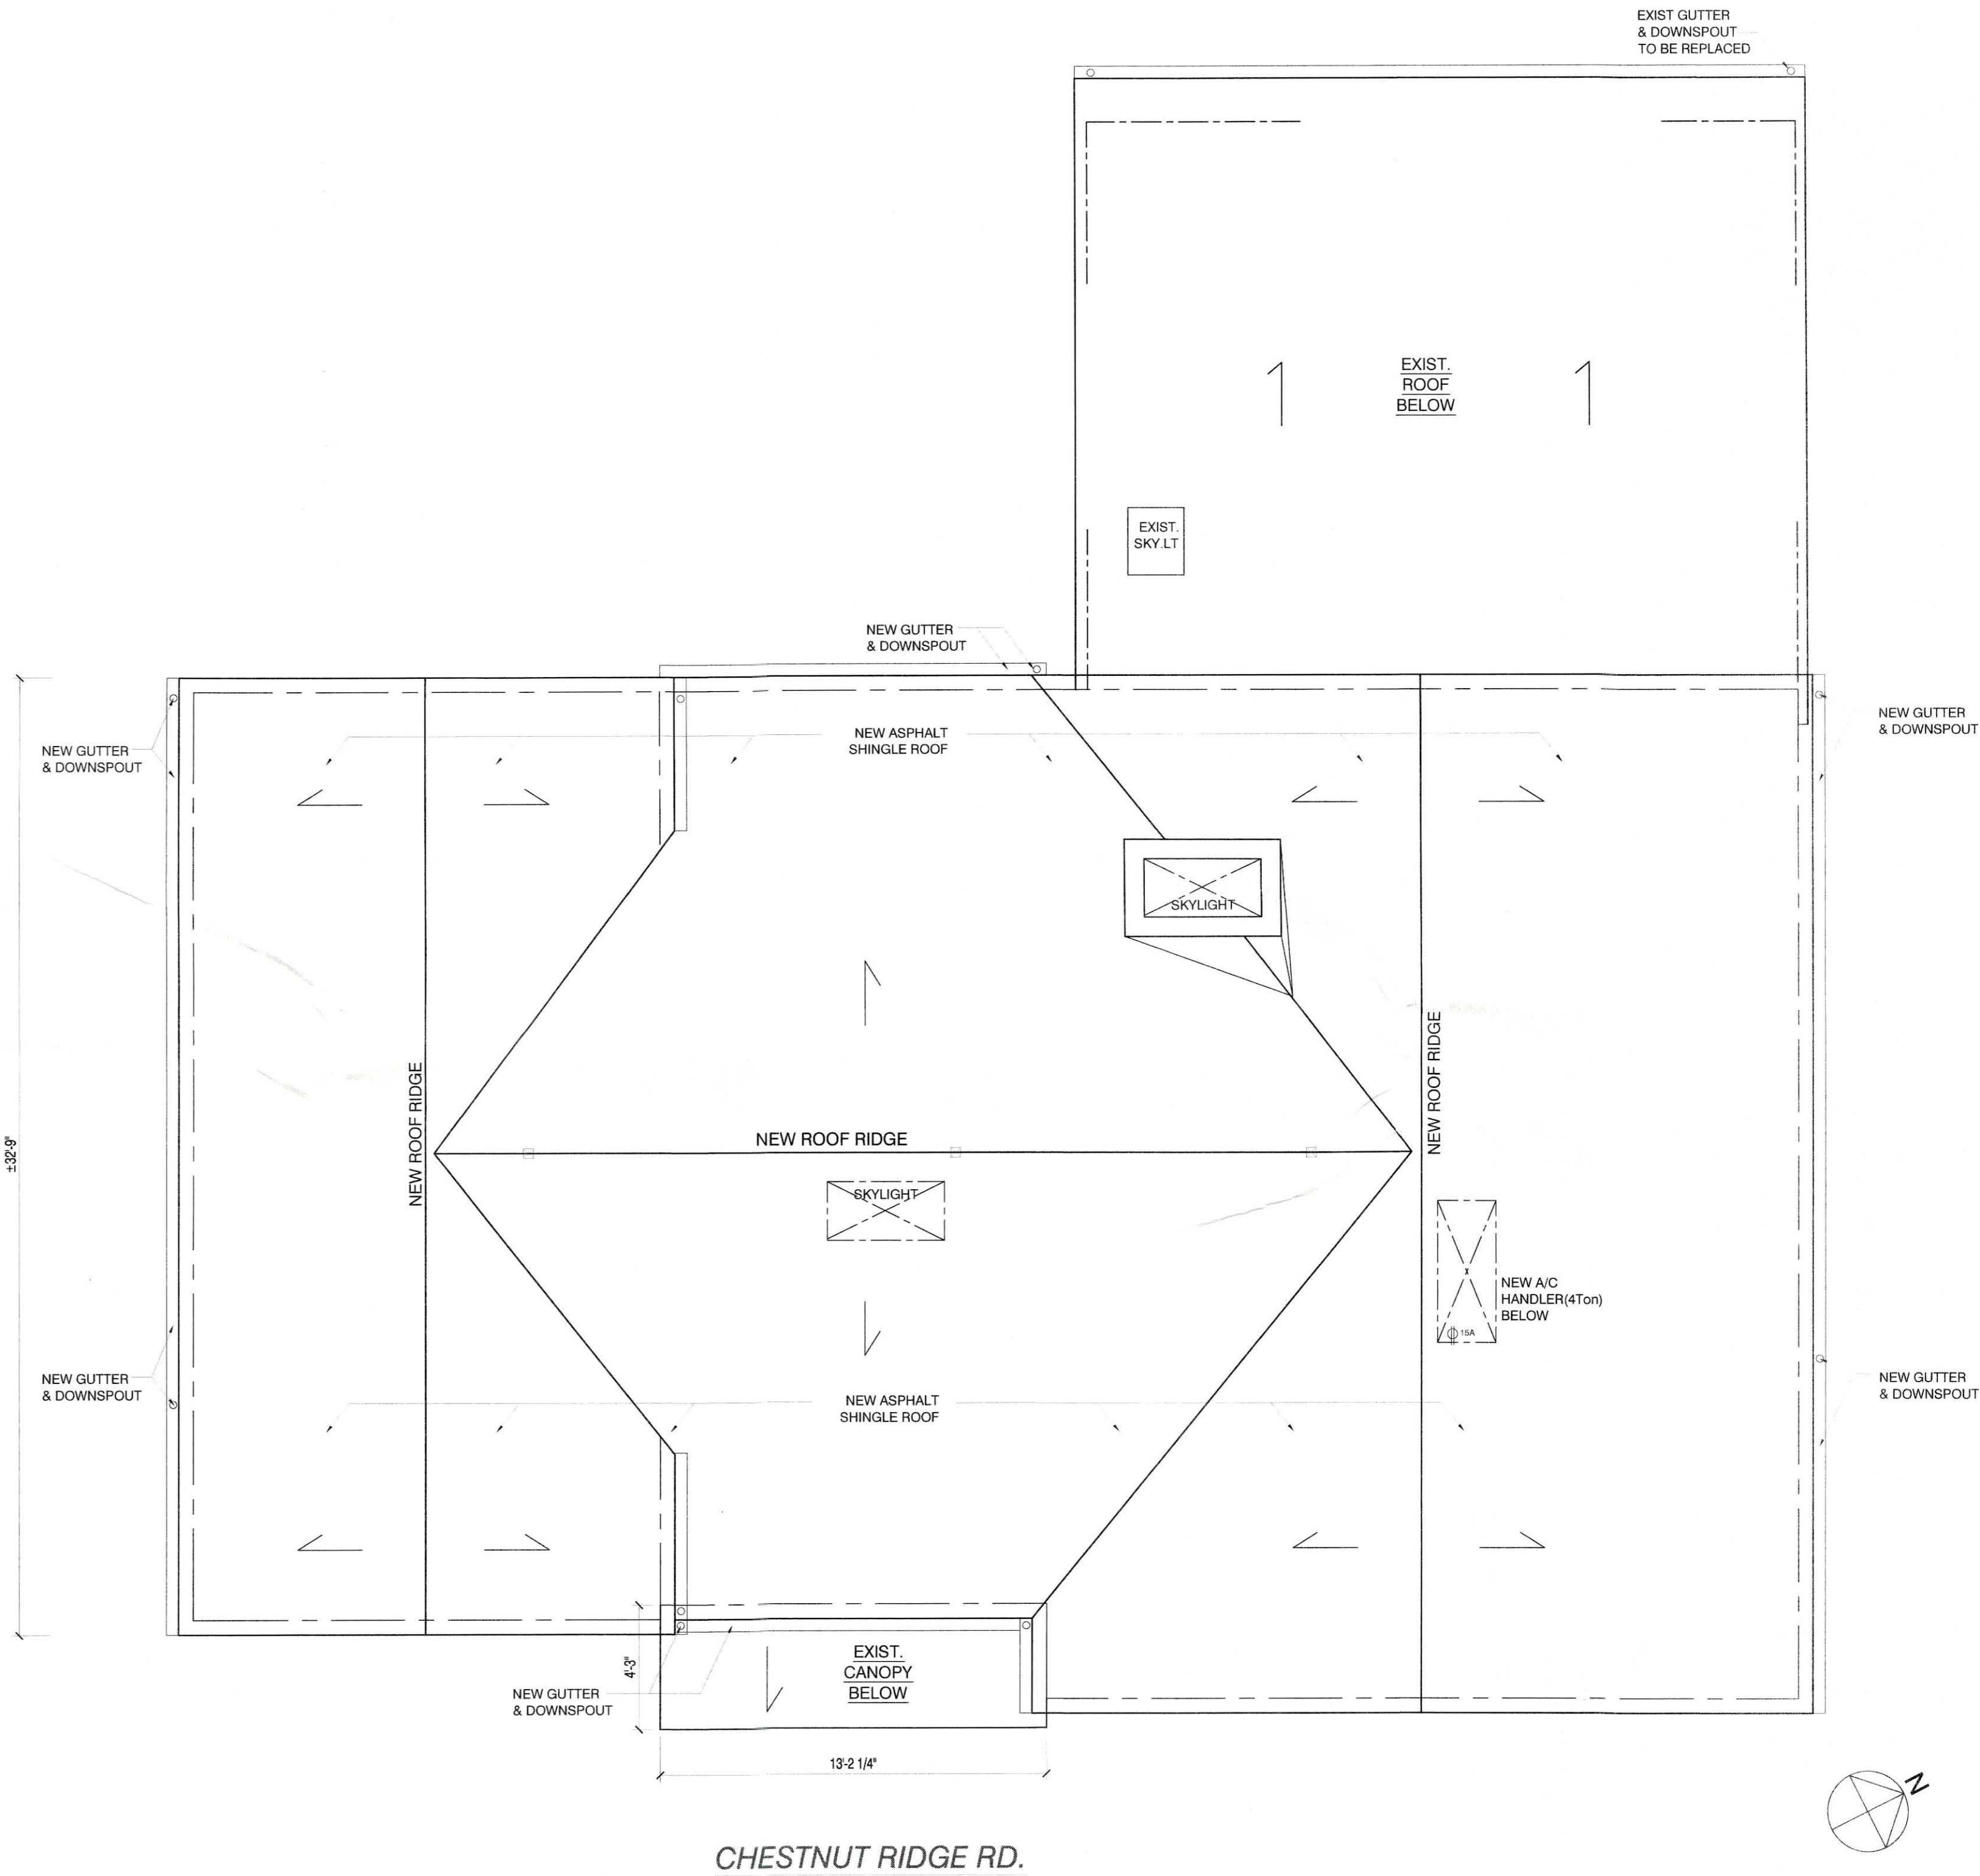 EXIST GUTTER
& DOWNSPOUT
TO BE REPLACED
EXIST.
ROOF
BELOW
EXIST.
SKY.LT
NEW GUTTER
& DOWNSPOUT
NEW GUTTER
& DOWNSPOUT
NEW ASPHALT
SHINGLE ROOF
NEW GUTTER
& DOWNSPOUT
SKYLIGHT
NEW ROOF RIDGE
NEW ROOF RIDGE
NEW ROOF RIDGE
±32'-9"
SKYLIGHT
NEW A/C
HANDLER(4Ton)
BELOW
15A
NEW GUTTER
& DOWNSPOUT
NEW ASPHALT
SHINGLE ROOF
NEW GUTTER
& DOWNSPOUT
4'-3"
EXIST.
CANOPY
BELOW
NEW GUTTER
& DOWNSPOUT
13'-2 1/4"
N
CHESTNUT RIDGE RD.